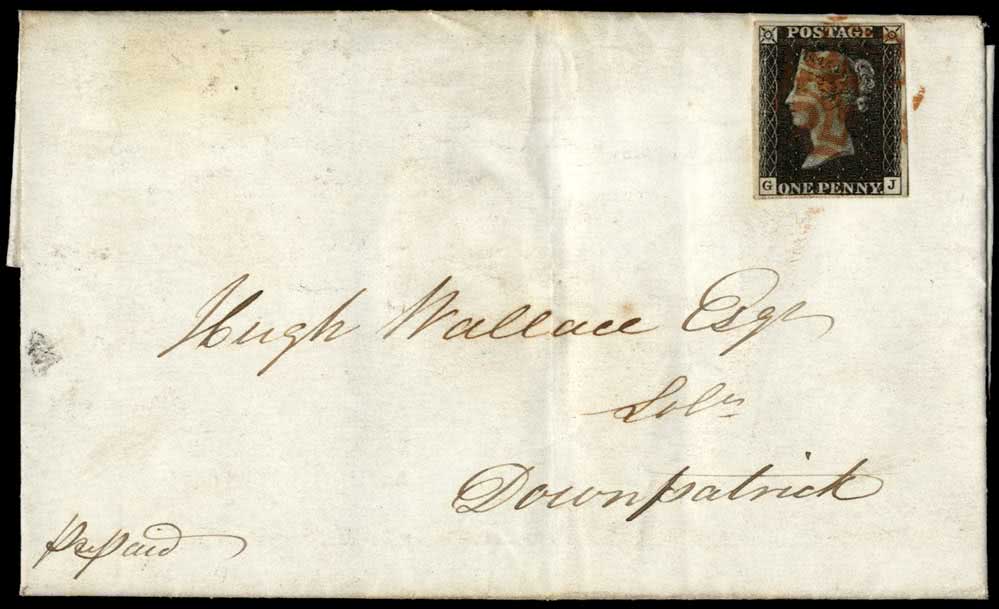 POSTAGE
G ONE PENNY J
Hugh Wallace Esqr
Solr
Downpatrick
Prepaid